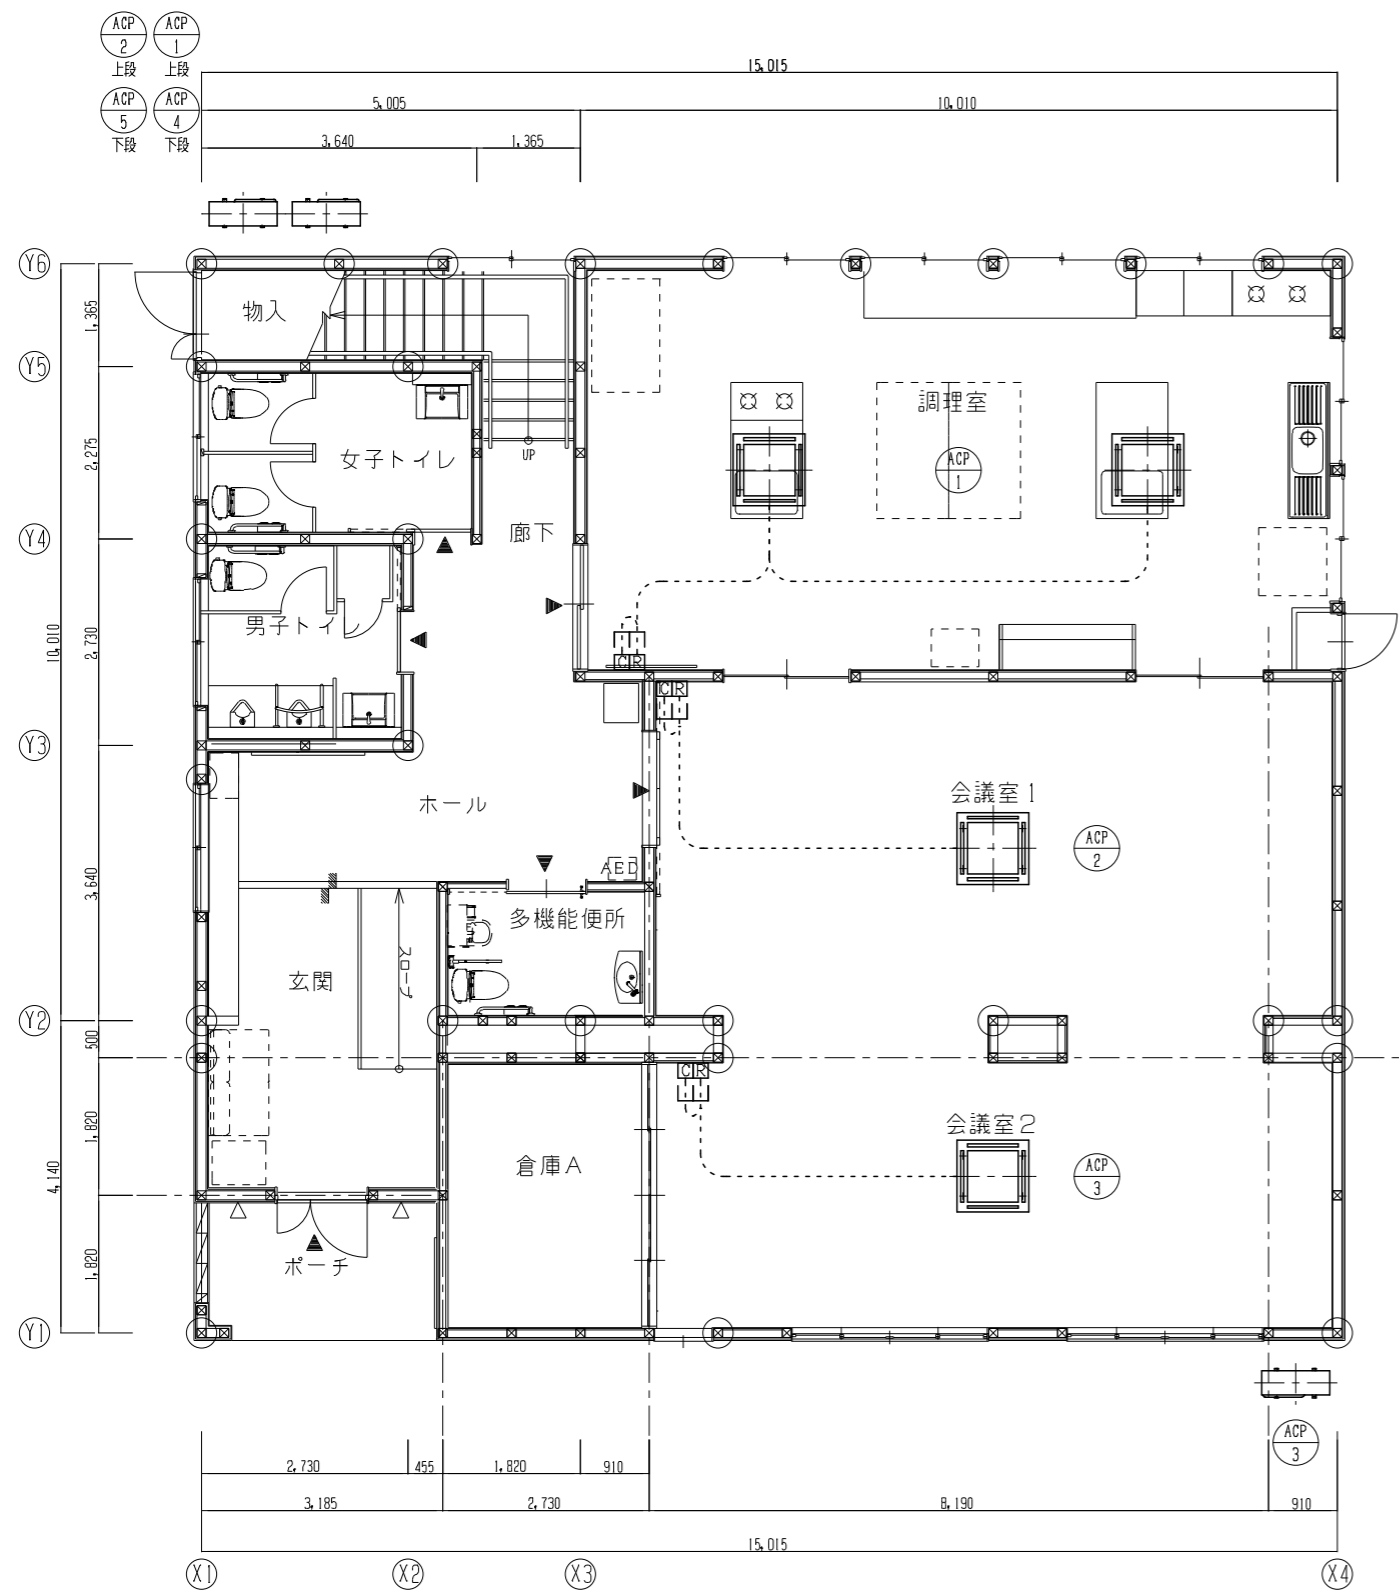 ACP
2
上段
ACP
1
上段
ACP
5
下段
ACP
4
下段
15,015
5,005
10,010
3,640
1,365
Y6
Y5
Y4
Y3
Y2
Y1
1,365
2,275
2,730
10,010
3,640
500
1,820
4,140
1,820
物入
UP
女子トイレ
廊下
調理室
ACP
1
男子トイレ
C R
C R
ホール
会議室1
ACP
2
AED
多機能便所
玄関
スロープ
C R
会議室2
ACP
3
倉庫A
ポーチ
ACP
3
2,730
455
1,820
910
3,185
2,730
8,190
910
15,015
X1
X2
X3
X4